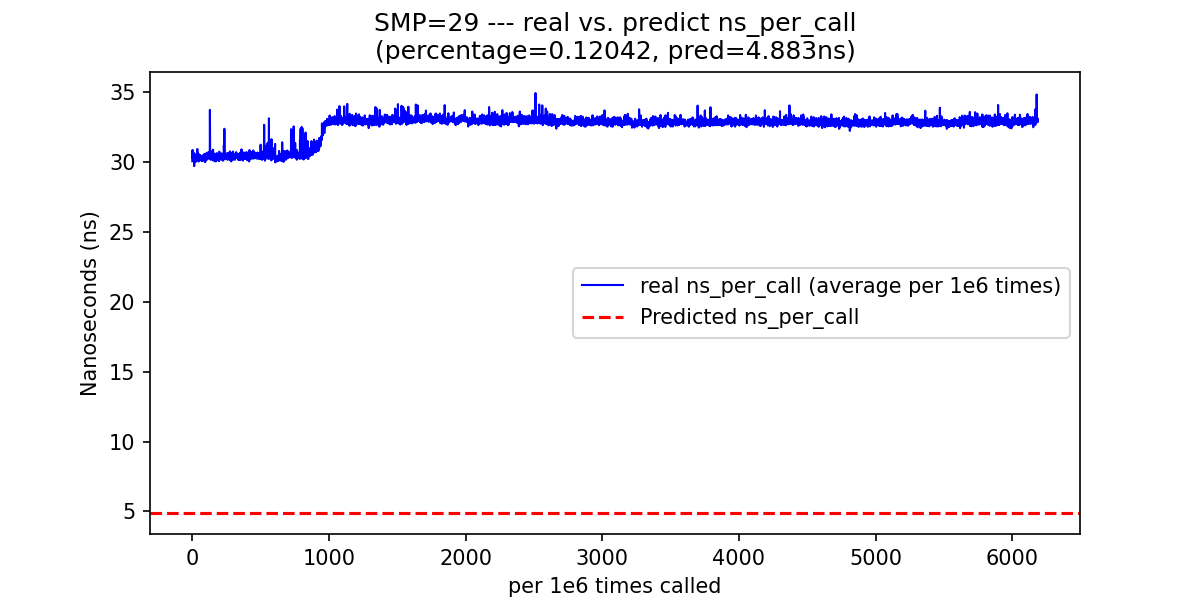 SMP=29 --- real vs. predict ns_per_call
(percentage=0.12042, pred=4.883ns)
Nanoseconds (ns)
35
30
25
20
15
10
5
real ns_per_call (average per 1e6 times)
Predicted ns_per_call
0 1000 2000 3000 4000 5000 6000
per 1e6 times called